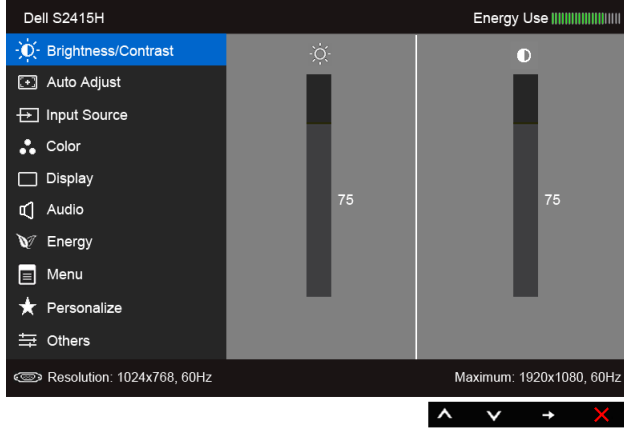 Dell S2415H Energy Use
Brightness/Contrast
Auto Adjust
Input Source
Color
Display
Audio
Energy
Menu
Personalize
Others
75 75
Resolution: 1024x768, 60Hz Maximum: 1920x1080, 60Hz